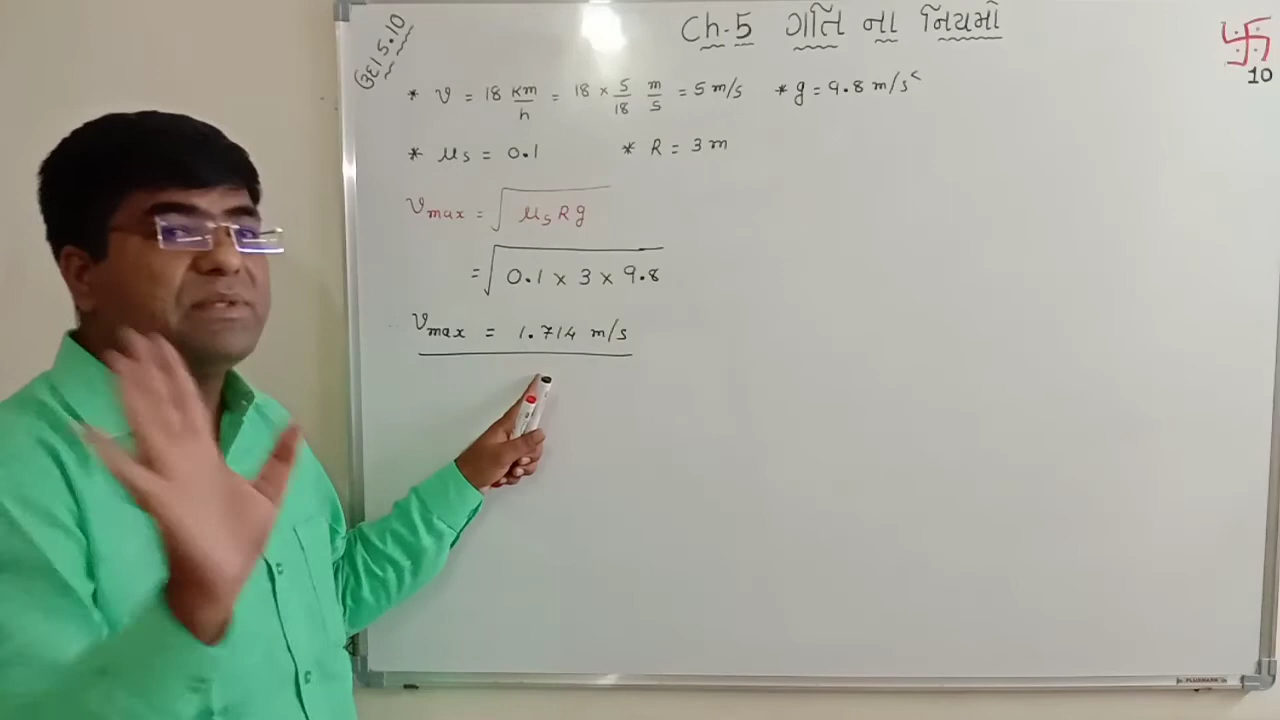 Ch.5 ગતિ ના નિયમો
10
ઉદા 5.10
* v = 18 km/h = 18 × 5/18 m/s = 5 m/s * g = 9.8 m/s²
* μs = 0.1 * R = 3 m
vmax = √μsRg
= √0.1 × 3 × 9.8
vmax = 1.714 m/s